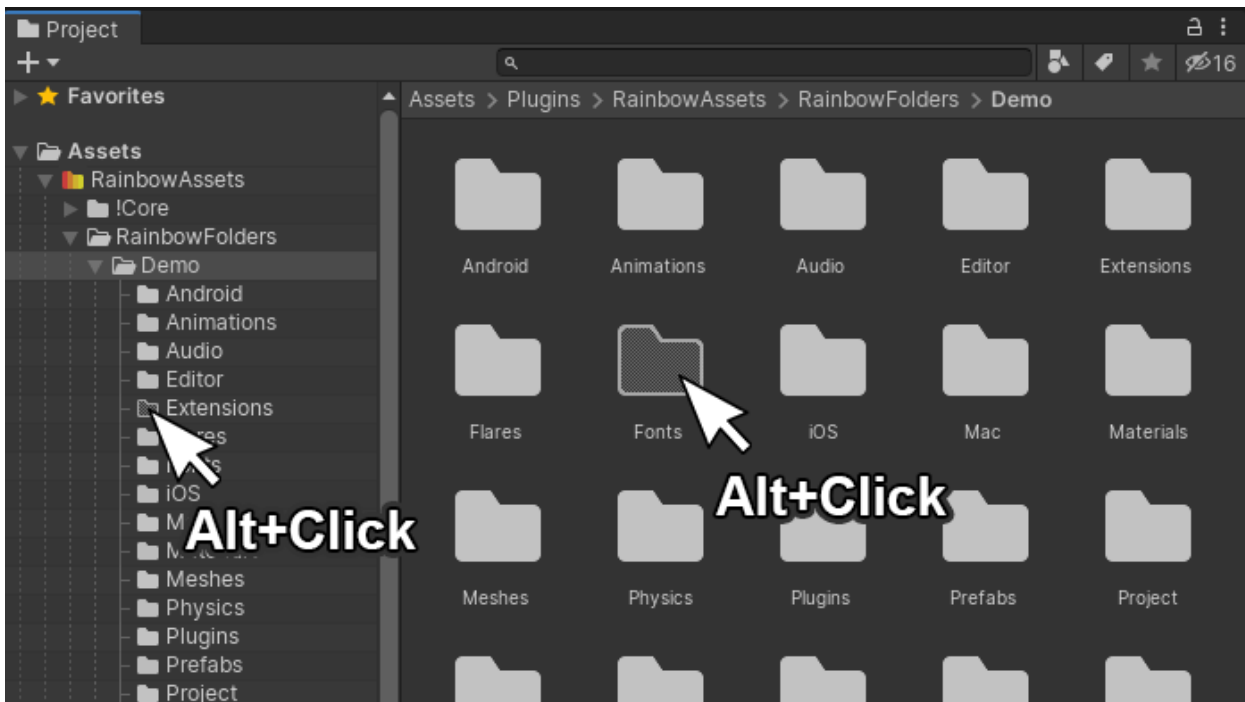 Project
16
Favorites
Assets > Plugins > RainbowAssets > RainbowFolders > Demo
Assets
RainbowAssets
!Core
RainbowFolders
Demo
Android
Animations
Audio
Editor
Extensions
iOS
Meshes
Physics
Plugins
Prefabs
Project
Alt+Click
Android Animations Audio Editor Extensions
Flares Fonts iOS Mac Materials
Alt+Click
Meshes Physics Plugins Prefabs Project